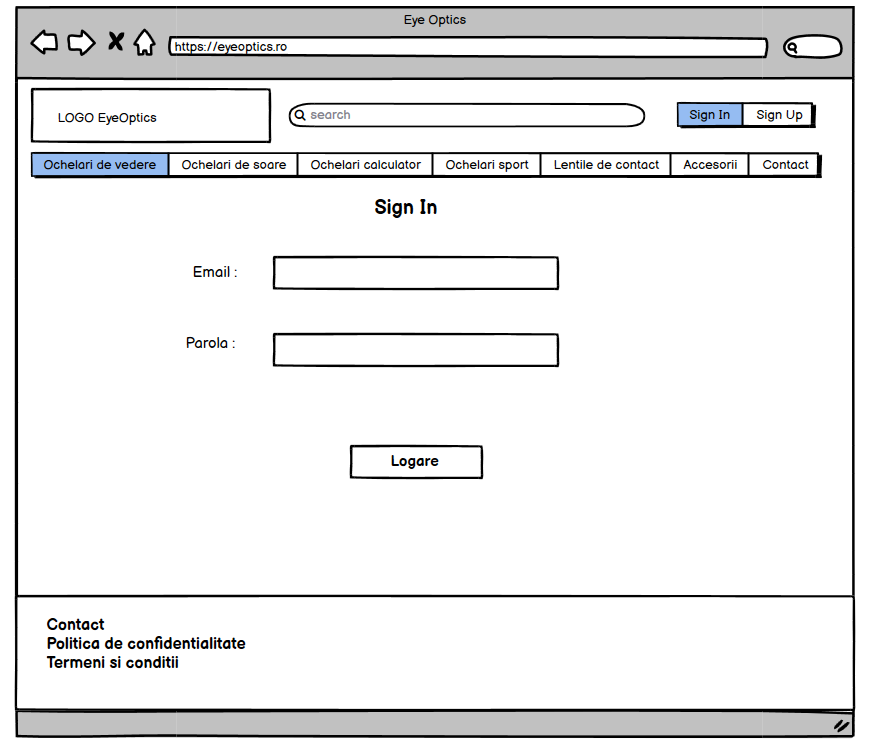 Eye Optics
https://eyeoptics.ro
LOGO EyeOptics
search
Sign In Sign Up
Ochelari de vedere Ochelari de soare Ochelari calculator Ochelari sport Lentile de contact Accesorii Contact
Sign In
Email :
Parola :
Logare
Contact
Politica de confidentialitate
Termeni si conditii